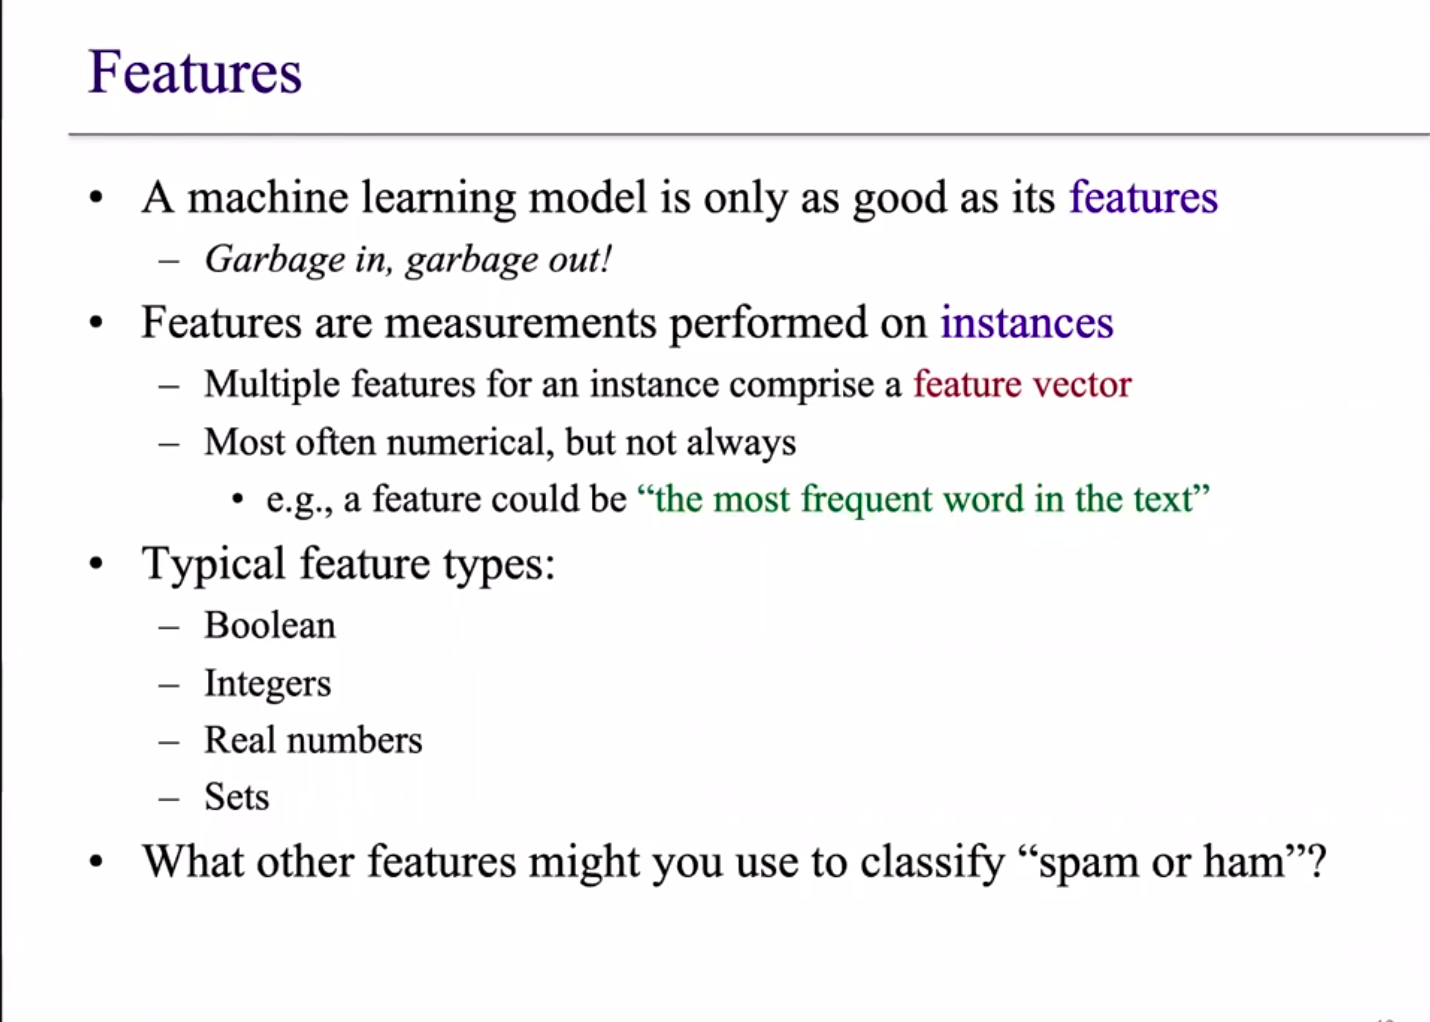 Features
• A machine learning model is only as good as its features
– Garbage in, garbage out!
• Features are measurements performed on instances
– Multiple features for an instance comprise a feature vector
– Most often numerical, but not always
• e.g., a feature could be “the most frequent word in the text”
• Typical feature types:
– Boolean
– Integers
– Real numbers
– Sets
• What other features might you use to classify “spam or ham”?